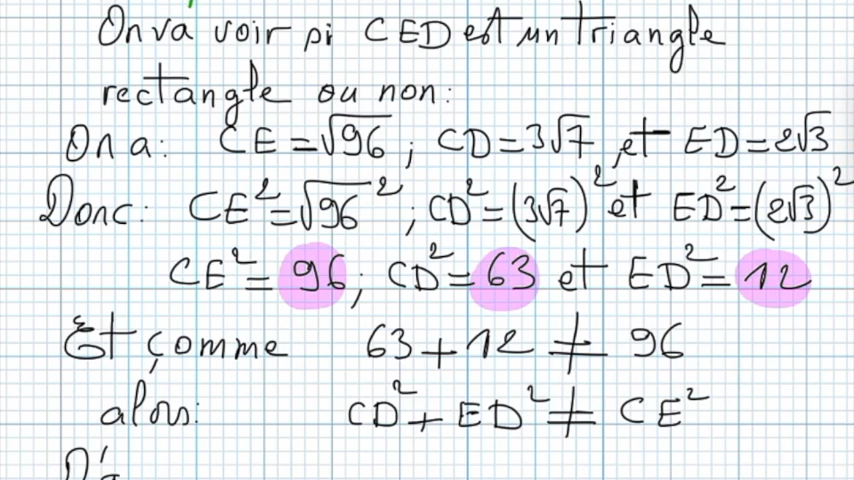 On va voir si CED est un triangle
rectangle ou non:
On a: CE = √96 ; CD = 3√7 , et ED = 2√3
Donc: CE² = √96² ; CD² = (3√7)² et ED² = (2√3)²
CE² = 96 ; CD² = 63 et ED² = 12
Et comme 63 + 12 ≠ 96
alors: CD² + ED² ≠ CE²